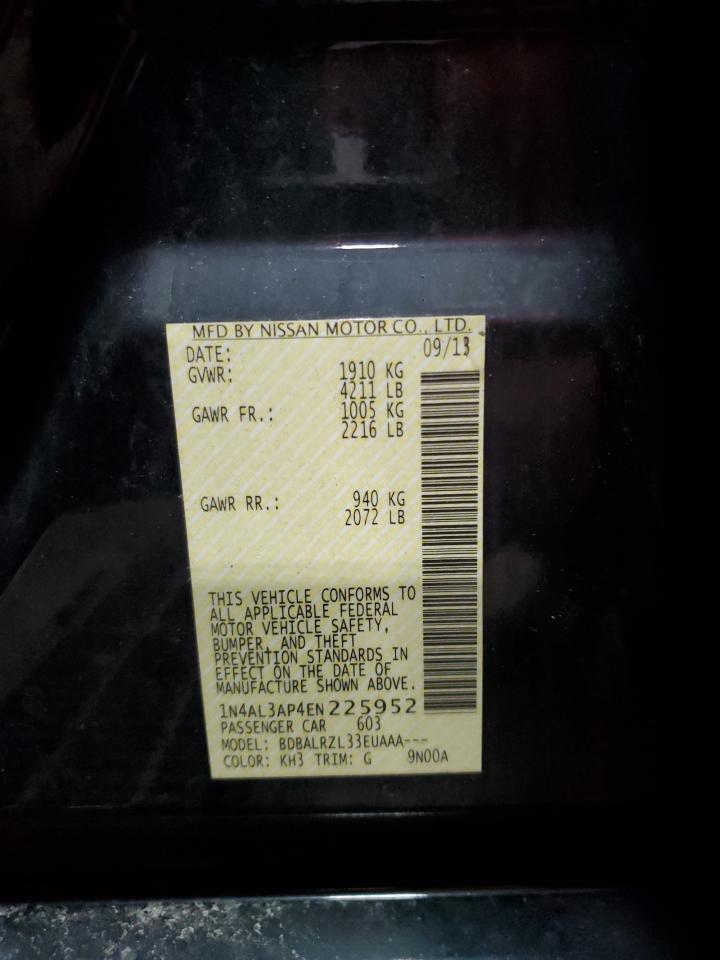 MFD BY NISSAN MOTOR CO., LTD.
DATE: 09/13
GVWR: 1910 KG
4211 LB
GAWR FR.: 1005 KG
2216 LB
GAWR RR.: 940 KG
2072 LB
THIS VEHICLE CONFORMS TO
ALL APPLICABLE FEDERAL
MOTOR VEHICLE SAFETY,
BUMPER, AND THEFT
PREVENTION STANDARDS IN
EFFECT ON THE DATE OF
MANUFACTURE SHOWN ABOVE.
1N4AL3AP4EN225952
PASSENGER CAR 603
MODEL: BDBALRZL33EUAAA---
COLOR: KH3 TRIM: G 9N00A